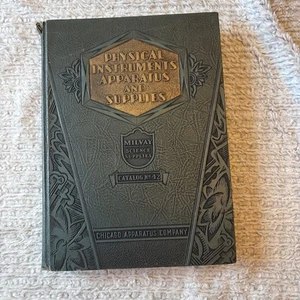 PHYSICAL
INSTRUMENTS
APPARATUS
AND
SUPPLIES
MILVAY
SCIENCE
SUPPLIES
CATALOG No 42
CHICAGO APPARATUS COMPANY